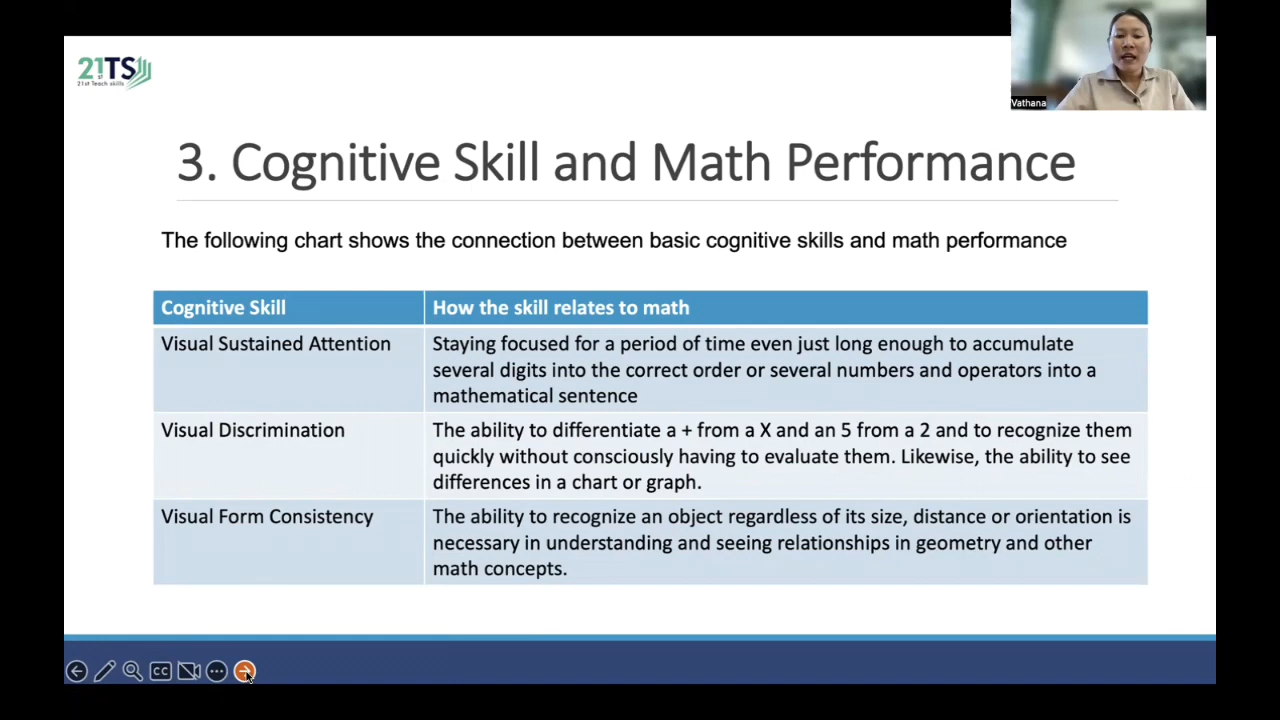 21stTS
21st Teach skills
Vathana
3. Cognitive Skill and Math Performance
The following chart shows the connection between basic cognitive skills and math performance
Cognitive Skill
How the skill relates to math
Visual Sustained Attention
Staying focused for a period of time even just long enough to accumulate
several digits into the correct order or several numbers and operators into a
mathematical sentence
Visual Discrimination
The ability to differentiate a + from a X and an 5 from a 2 and to recognize them
quickly without consciously having to evaluate them. Likewise, the ability to see
differences in a chart or graph.
Visual Form Consistency
The ability to recognize an object regardless of its size, distance or orientation is
necessary in understanding and seeing relationships in geometry and other
math concepts.
CC